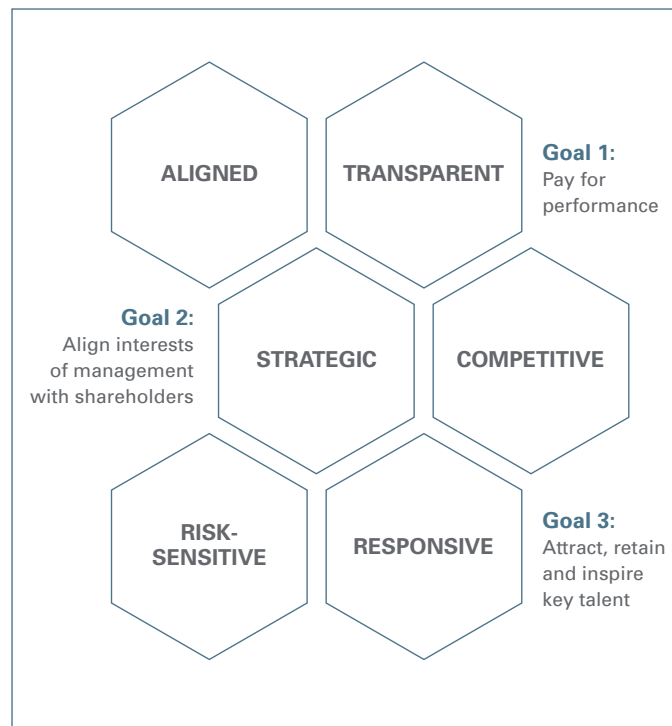 ALIGNED
TRANSPARENT
Goal 1:
Pay for
performance
Goal 2:
Align interests
of management
with shareholders
STRATEGIC
COMPETITIVE
RISK-
SENSITIVE
RESPONSIVE
Goal 3:
Attract, retain
and inspire
key talent